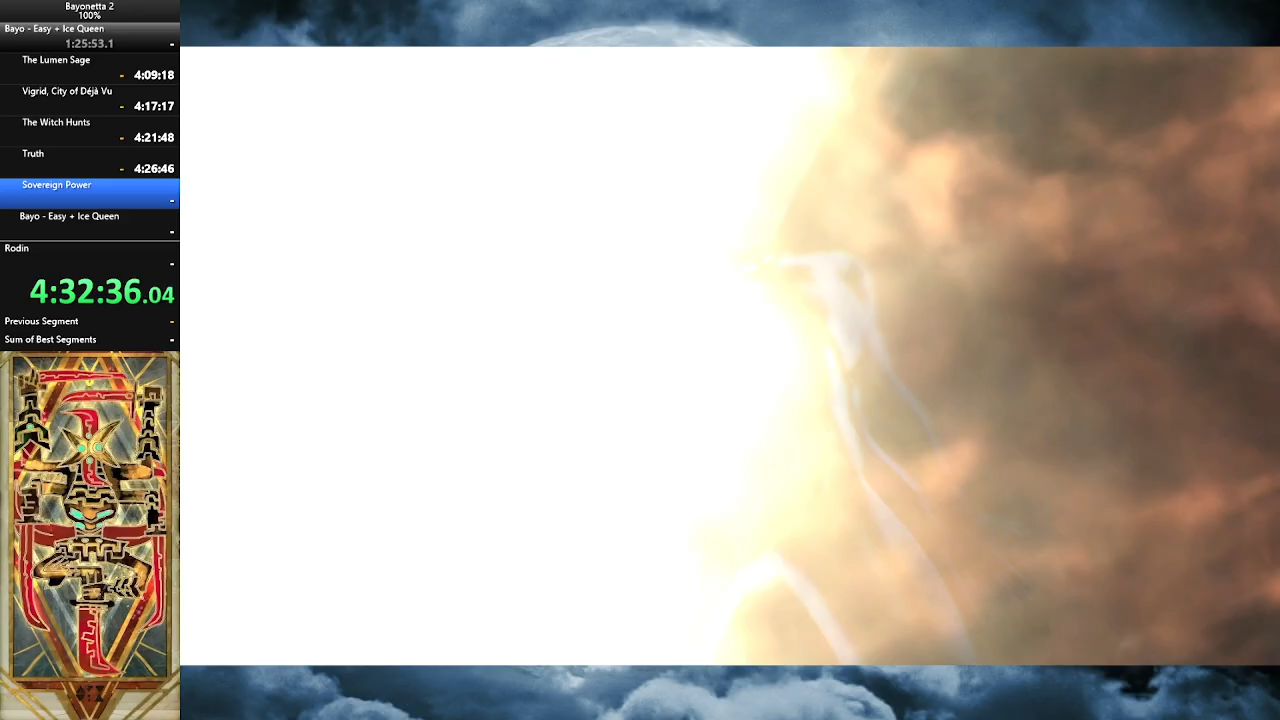 Bayonetta 2
100%
Bayo - Easy + Ice Queen
1:25:53.1 -
The Lumen Sage
- 4:09:18
Vigrid, City of Déjà Vu
- 4:17:17
The Witch Hunts
- 4:21:48
Truth
- 4:26:46
Sovereign Power
-
Bayo - Easy + Ice Queen
-
Rodin
-
4:32:36.04
Previous Segment -
Sum of Best Segments -